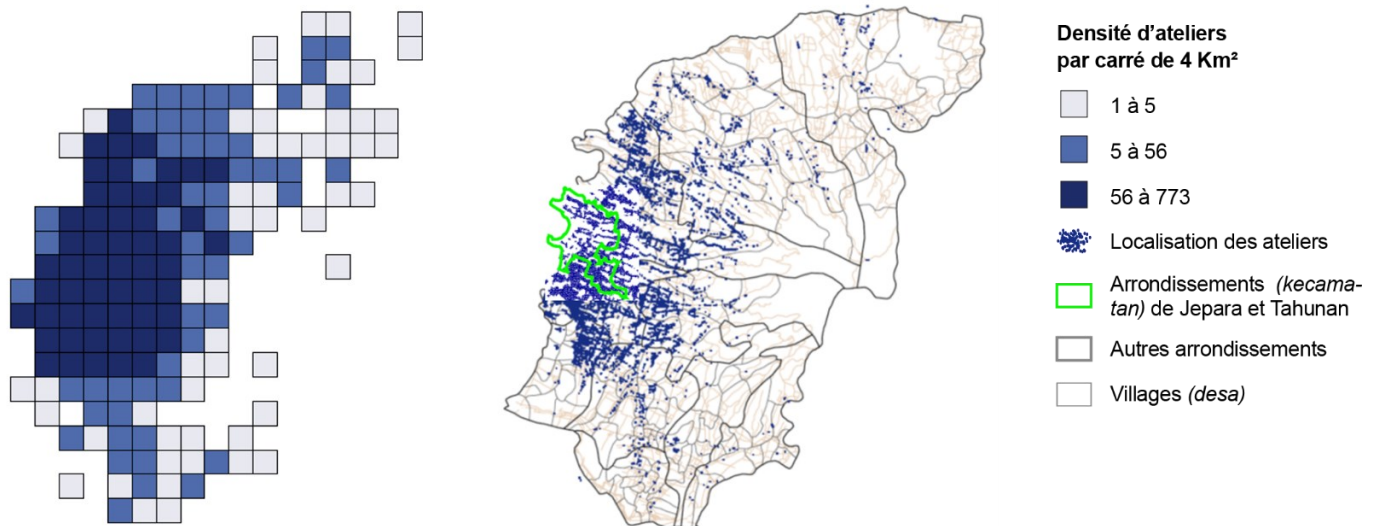 Densité d'ateliers
par carré de 4 Km²
1 à 5
5 à 56
56 à 773
Localisation des ateliers
Arrondissements (kecama-
tan) de Jepara et Tahunan
Autres arrondissements
Villages (desa)